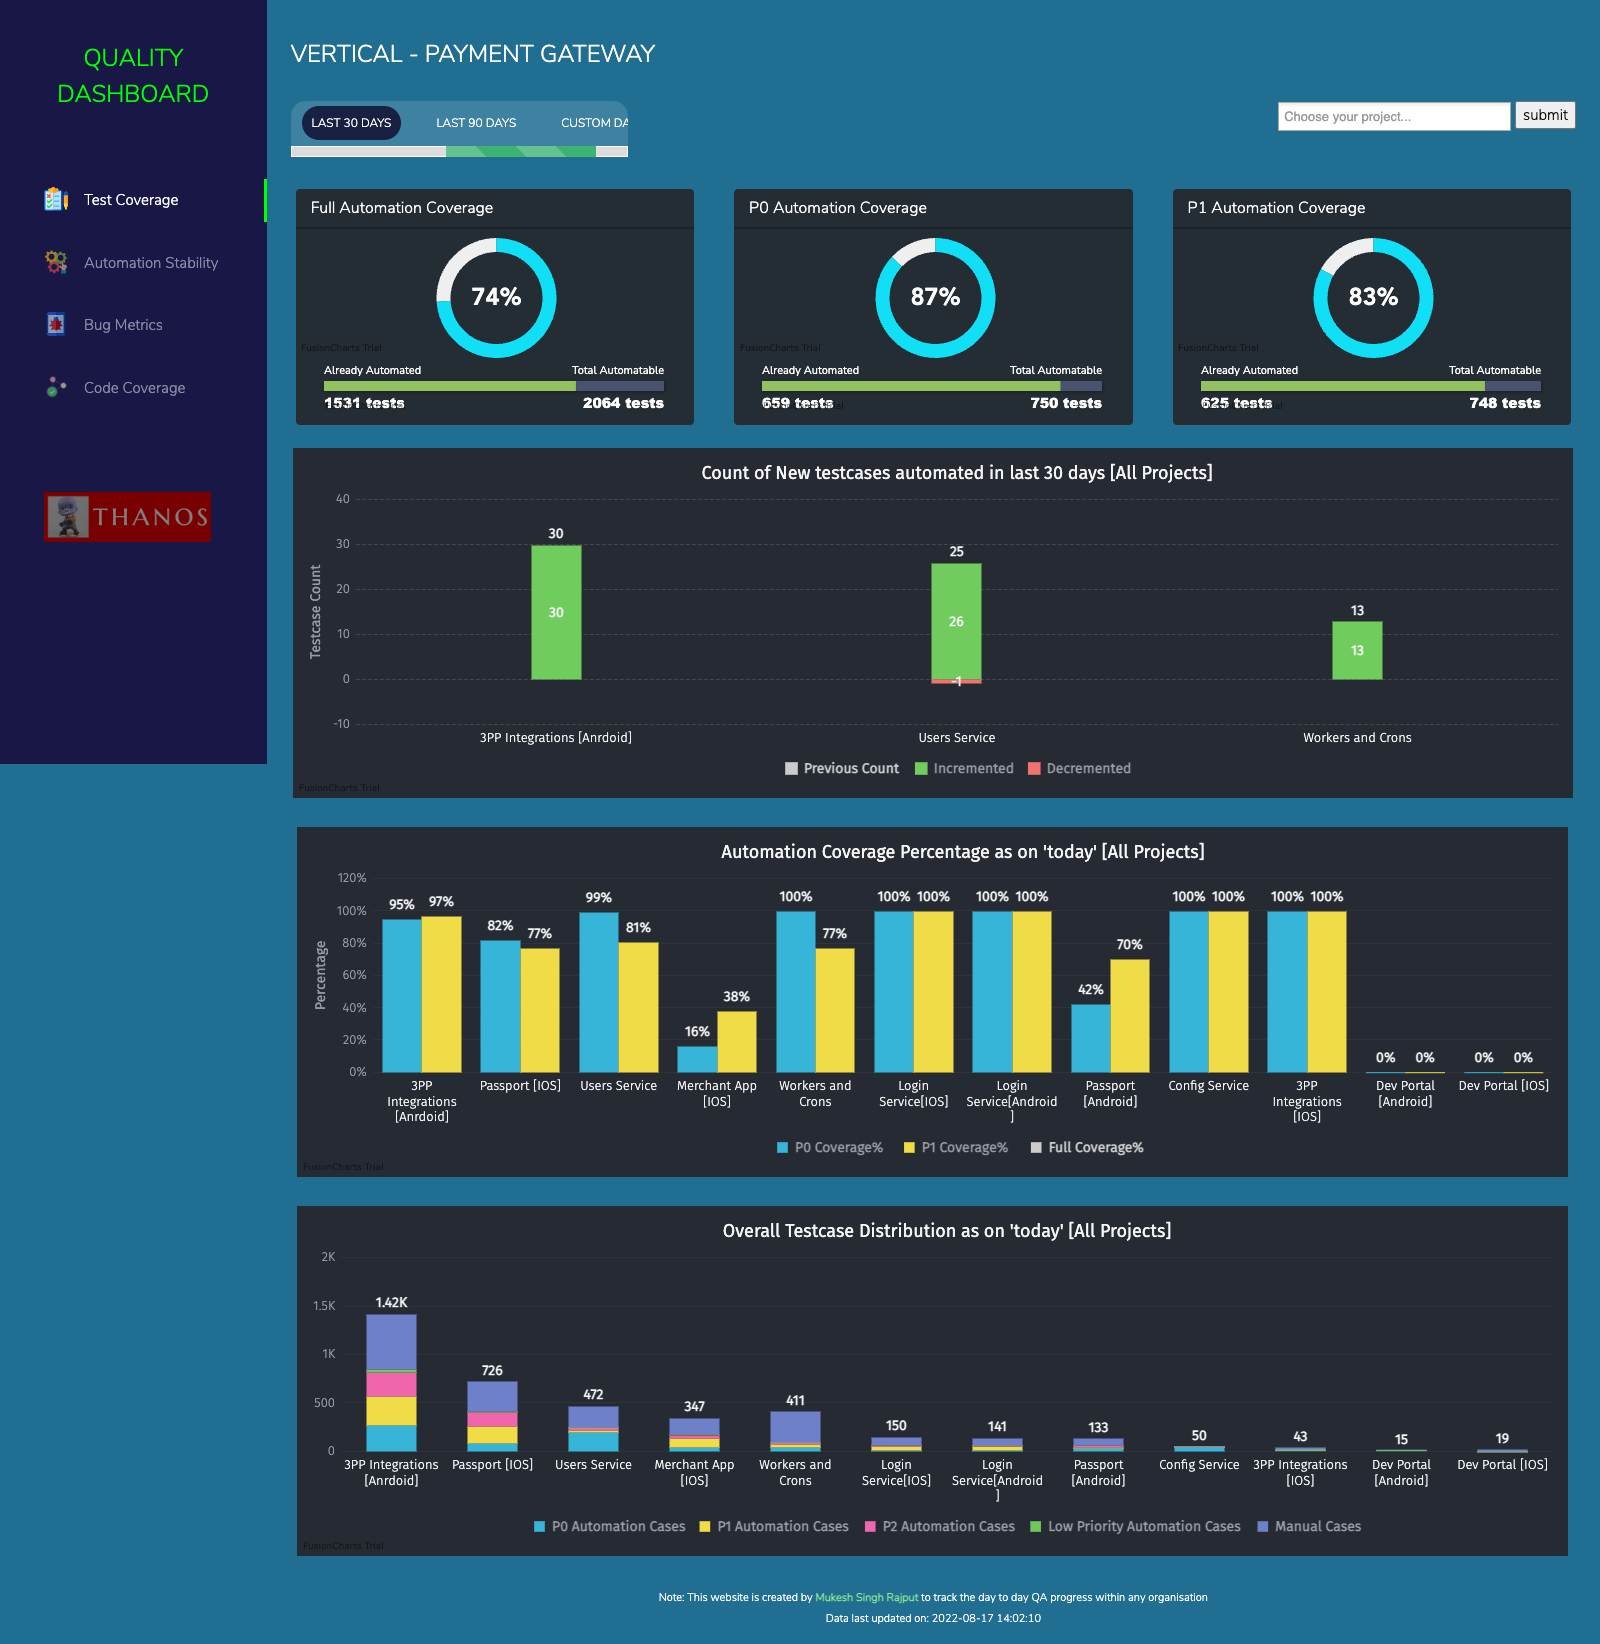 QUALITY
DASHBOARD
Test Coverage
Automation Stability
Bug Metrics
Code Coverage
THANOS
VERTICAL - PAYMENT GATEWAY
LAST 30 DAYS LAST 90 DAYS CUSTOM DA
Choose your project... submit
Full Automation Coverage
74%
FusionCharts Trial
Already Automated Total Automatable
1531 tests 2064 tests
P0 Automation Coverage
87%
FusionCharts Trial
Already Automated Total Automatable
659 tests 750 tests
P1 Automation Coverage
83%
FusionCharts Trial
Already Automated Total Automatable
625 tests 748 tests
Count of New testcases automated in last 30 days [All Projects]
Testcase Count
40
30
20
10
0
-10
30 25 13
30 26 13
-1
3PP Integrations [Anrdoid] Users Service Workers and Crons
Previous Count Incremented Decremented
FusionCharts Trial
Automation Coverage Percentage as on 'today' [All Projects]
Percentage
120%
100%
80%
60%
40%
20%
0%
95% 97% 82% 77% 99% 81% 16% 38% 100% 77% 100% 100% 100% 100% 42% 70% 100% 100% 100% 100% 0% 0% 0% 0%
3PP Passport [IOS] Users Service Merchant App Workers and Login Login Passport Config Service 3PP Dev Portal Dev Portal [IOS]
Integrations [IOS] Crons Service[IOS] Service[Android [Android] Integrations [Android]
[Anrdoid] ] [IOS]
P0 Coverage% P1 Coverage% Full Coverage%
FusionCharts Trial
Overall Testcase Distribution as on 'today' [All Projects]
2K
1.5K
1K
500
0
1.42K 726 472 347 411 150 141 133 50 43 15 19
3PP Integrations Passport [IOS] Users Service Merchant App Workers and Login Login Passport Config Service 3PP Integrations Dev Portal Dev Portal [IOS]
[Anrdoid] [IOS] Crons Service[IOS] Service[Android [Android] [IOS] [Android]
]
P0 Automation Cases P1 Automation Cases P2 Automation Cases Low Priority Automation Cases Manual Cases
FusionCharts Trial
Note: This website is created by Mukesh Singh Rajput to track the day to day QA progress within any organisation
Data last updated on: 2022-08-17 14:02:10